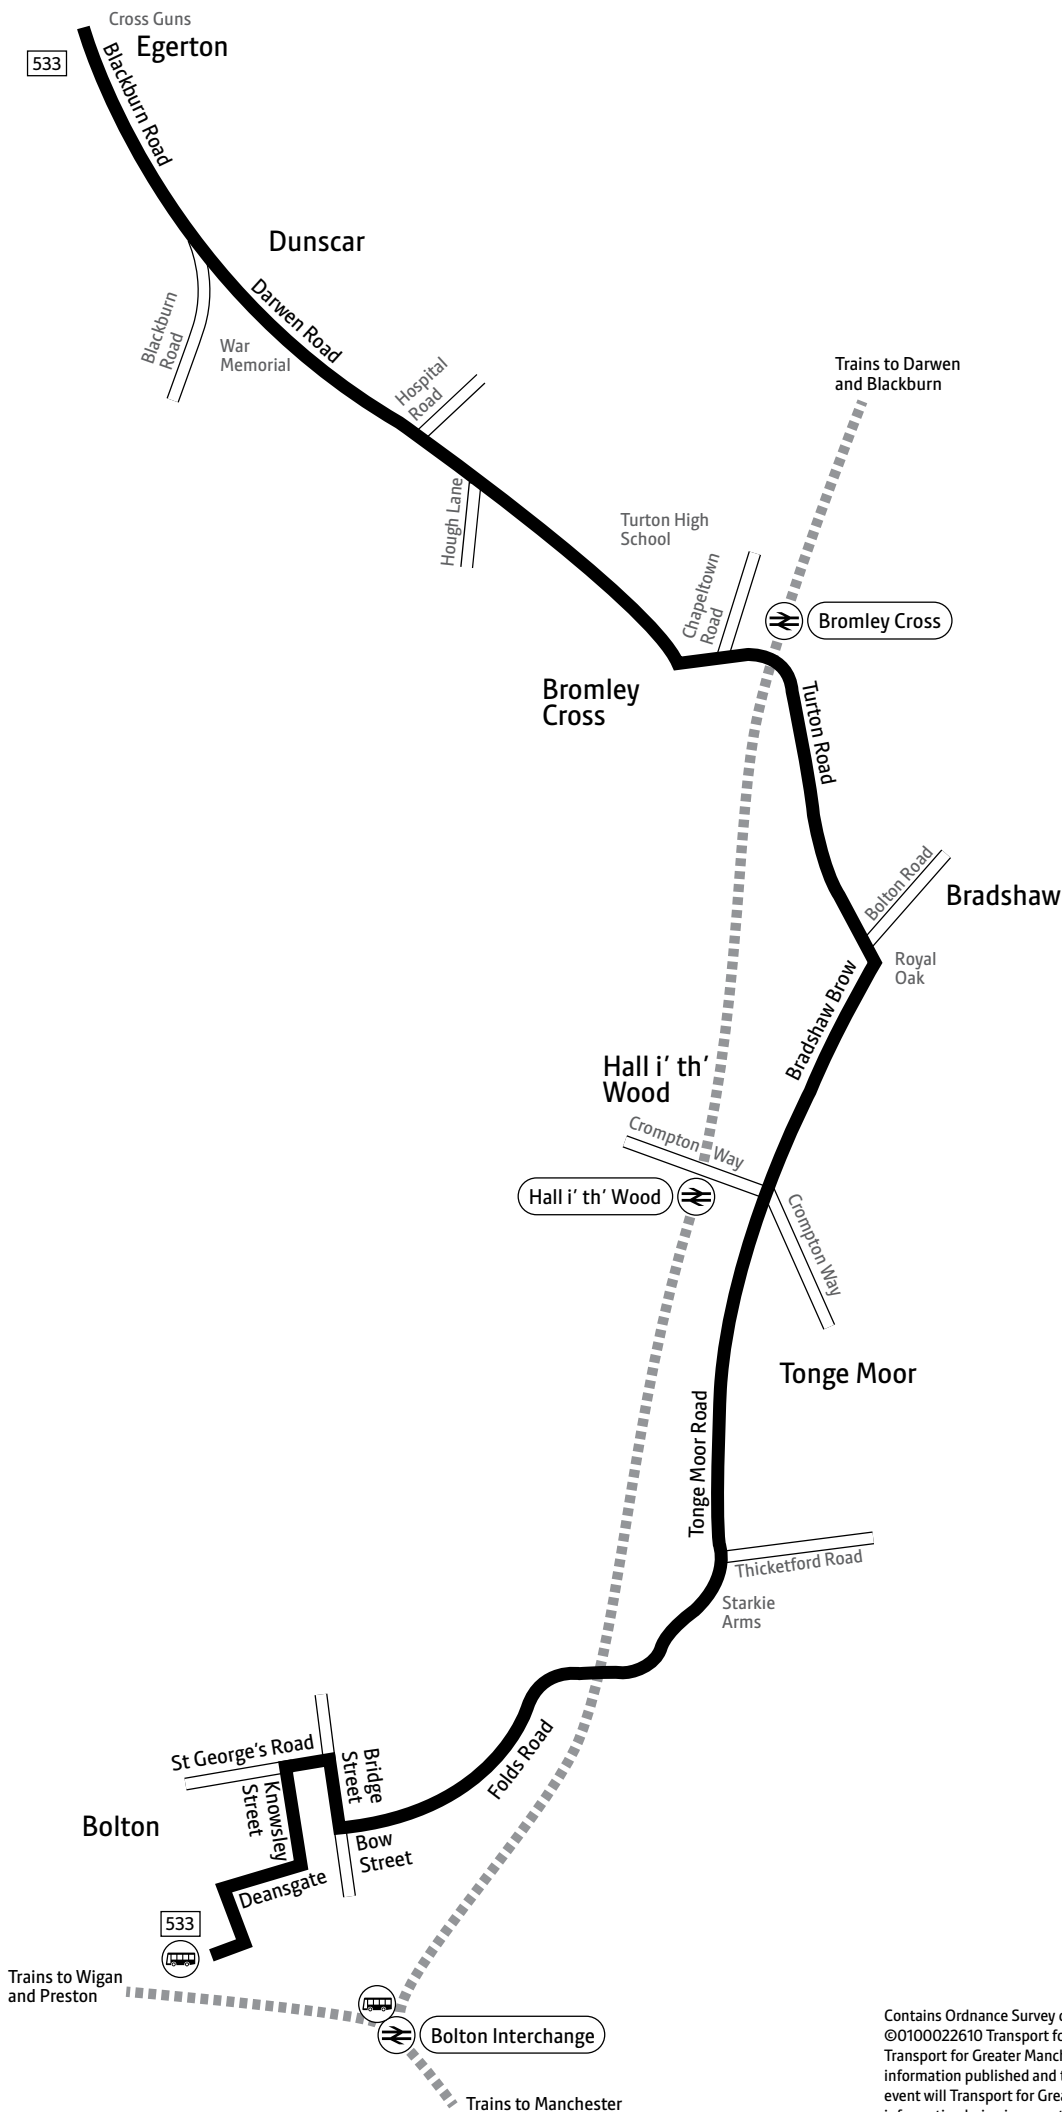 Cross Guns
Egerton
533
Blackburn Road
Dunscar
Darwen Road
Blackburn
Road
War
Memorial
Hospital
Road
Trains to Darwen
and Blackburn
Hough Lane
Turton High
School
Chapeltown
Road
Bromley Cross
Bromley
Cross
Turton Road
Bolton Road
Bradshaw
Royal
Oak
Bradshaw Brow
Hall i' th'
Wood
Crompton Way
Hall i' th' Wood
Crompton Way
Tonge Moor
Tonge Moor Road
Thicketford Road
Starkie
Arms
Folds Road
St George's Road
Bridge
Street
Knowsley
Street
Bolton
Bow
Street
Deansgate
533
Trains to Wigan
and Preston
Bolton Interchange
Trains to Manchester
Contains Ordnance Survey
©0100022610 Transport fo
Transport for Greater Manch
information published and
event will Transport for Grea